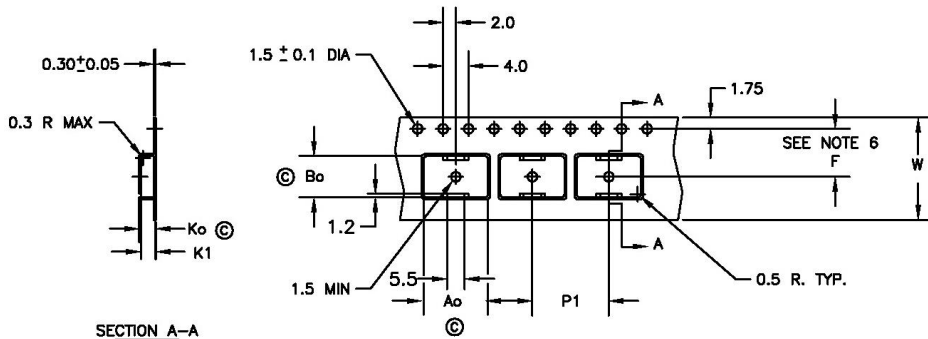 2.0
1.5 ± 0.1 DIA
4.0
0.30±0.05
A
1.75
0.3 R MAX
SEE NOTE 6
F
W
Ⓒ Bo
1.2
Ko Ⓒ
K1
A
5.5
1.5 MIN
0.5 R. TYP.
Ao
P1
Ⓒ
SECTION A-A